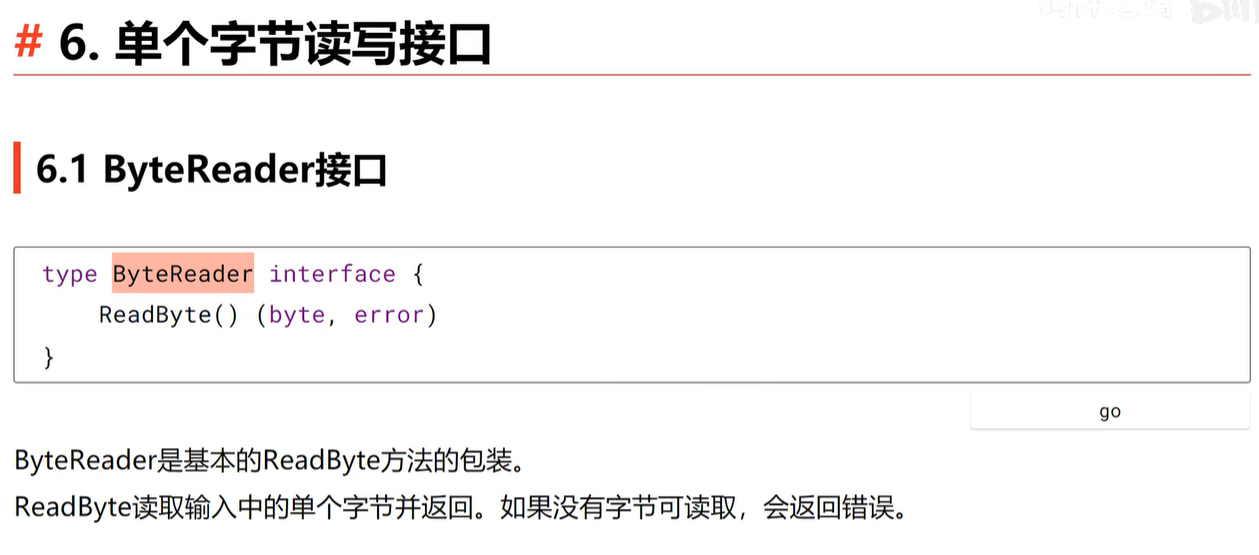 # 6. 单个字节读写接口
6.1 ByteReader接口
type ByteReader interface {
    ReadByte() (byte, error)
}
go
ByteReader是基本的ReadByte方法的包装。
ReadByte读取输入中的单个字节并返回。如果没有字节可读取，会返回错误。